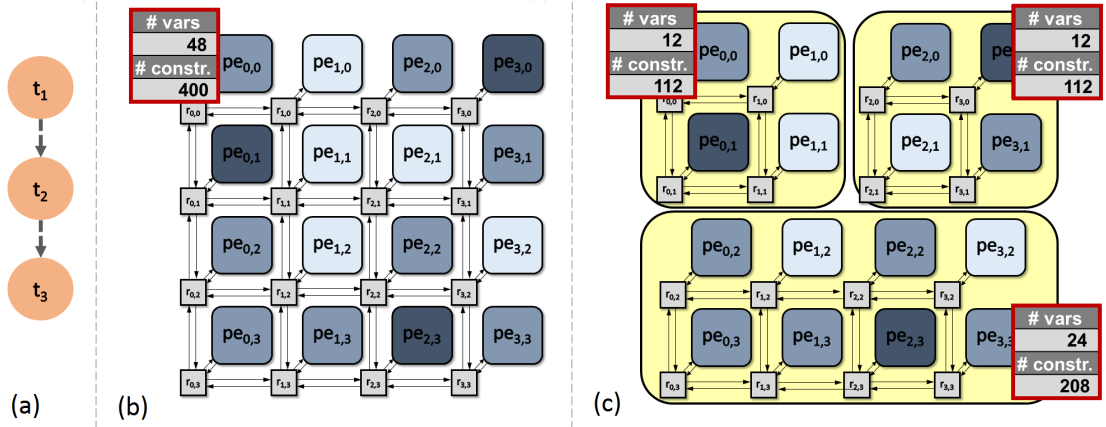 t1
t2
t3
(a)
# vars
48
# constr.
400
pe0,0 pe1,0 pe2,0 pe3,0
r0,0 r1,0 r2,0 r3,0
pe0,1 pe1,1 pe2,1 pe3,1
r0,1 r1,1 r2,1 r3,1
pe0,2 pe1,2 pe2,2 pe3,2
r0,2 r1,2 r2,2 r3,2
pe0,3 pe1,3 pe2,3 pe3,3
r0,3 r1,3 r2,3 r3,3
(b)
# vars
12
# constr.
112
pe0,0 pe1,0
r0,0 r1,0
pe0,1 pe1,1
r0,1 r1,1
# vars
12
# constr.
112
pe2,0 pe
r2,0 r3,0
pe2,1 pe3,1
r2,1 r3,1
pe0,2 pe1,2 pe2,2 pe3,2
r0,2 r1,2 r2,2 r3,2
pe0,3 pe1,3 pe2,3 pe3,3
r0,3 r1,3 r2,3 r3,3
# vars
24
# constr.
208
(c)